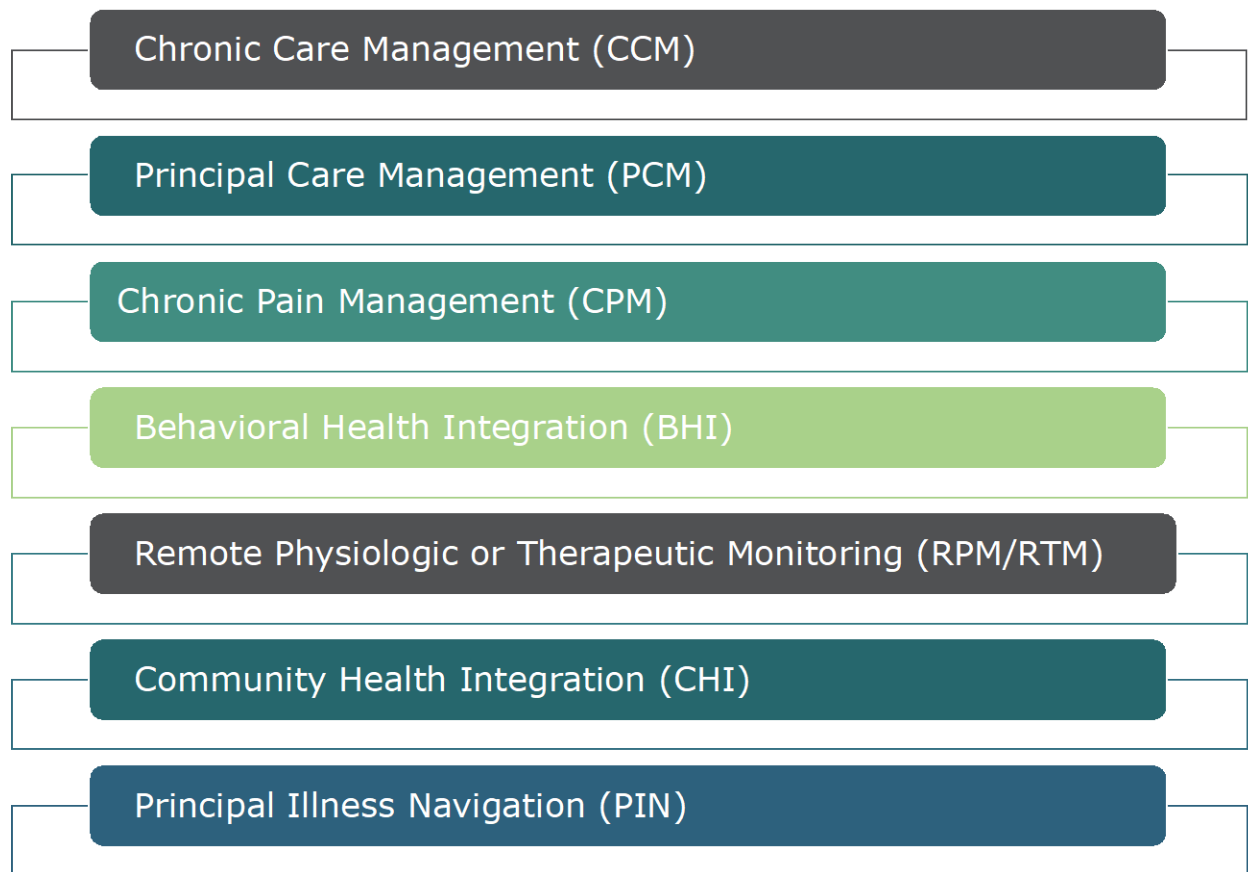 Chronic Care Management (CCM)
Principal Care Management (PCM)
Chronic Pain Management (CPM)
Behavioral Health Integration (BHI)
Remote Physiologic or Therapeutic Monitoring (RPM/RTM)
Community Health Integration (CHI)
Principal Illness Navigation (PIN)